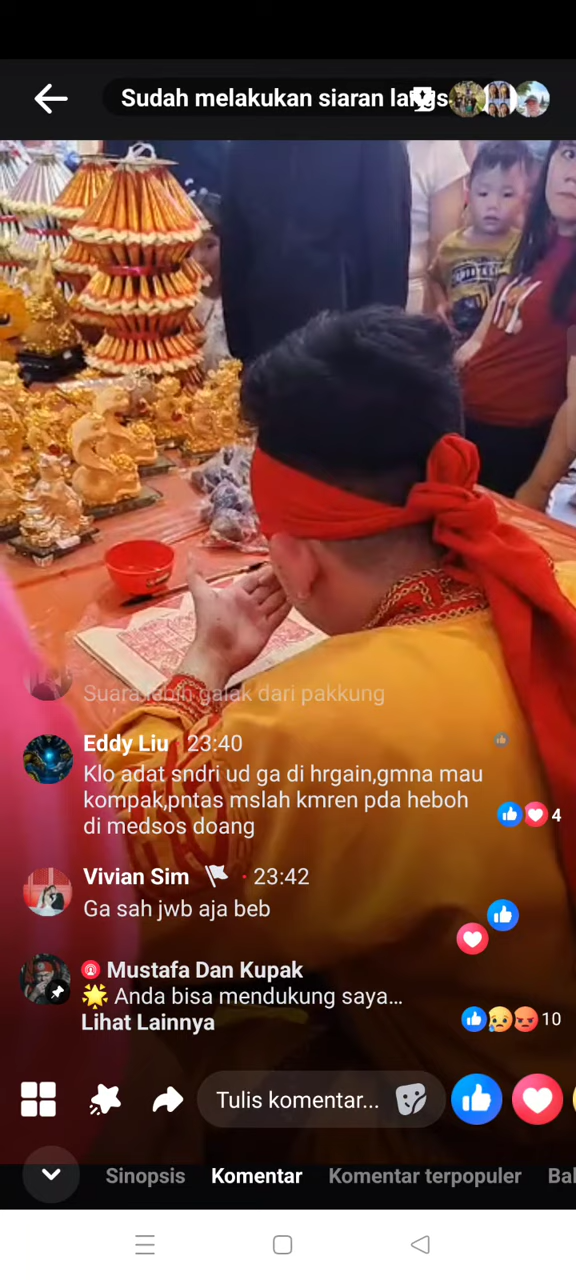 Sudah melakukan siaran langs
Suara lebih galak dari pakkung
Eddy Liu 23:40
Klo adat sndri ud ga di hrgain,gmna mau
kompak,pntas mslah kmren pda heboh
di medsos doang
4
Vivian Sim 23:42
Ga sah jwb aja beb
Mustafa Dan Kupak
🌟 Anda bisa mendukung saya...
Lihat Lainnya
10
Tulis komentar...
Sinopsis Komentar Komentar terpopuler Bal